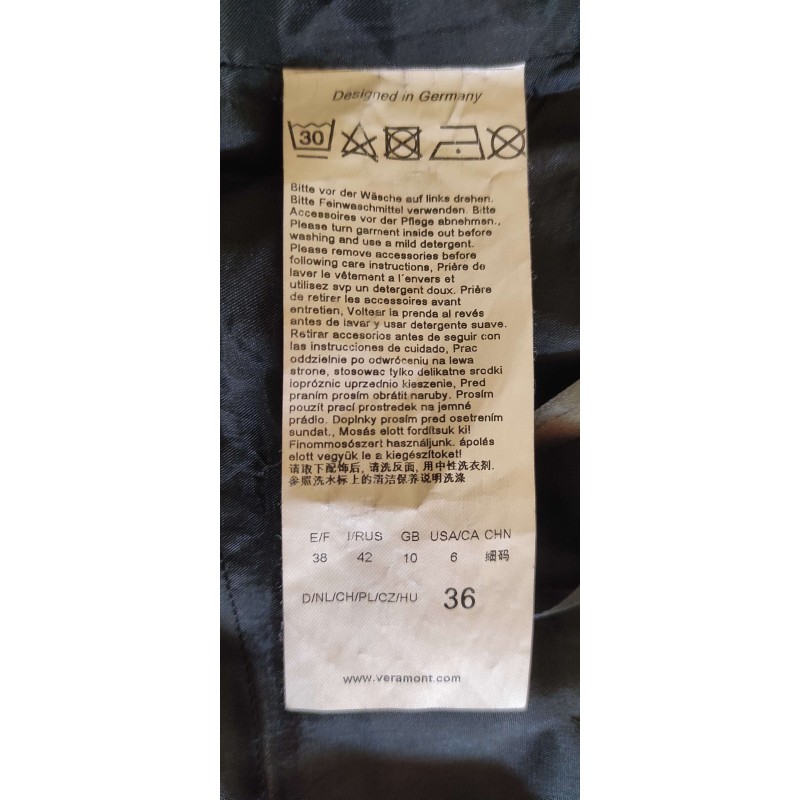 Designed in Germany
30
Bitte vor der Wäsche auf links drehen.
Bitte Feinwaschmittel verwenden. Bitte
Accessoires vor der Pflege abnehmen.,
Please turn garment inside out before
washing and use a mild detergent.
Please remove accessories before
following care instructions, Prière de
laver le vêtement a l'envers et
utilisez svp un detergent doux. Prière
de retirer les accessoires avant
entretien, Voltear la prenda al revés
antes de lavar y usar detergente suave.
Retirar accesorios antes de seguir con
las instrucciones de cuidado, Prac
oddzielnie po odwróceniu na lewa
strone, stosowac tylko delikatne srodki
iopróznic uprzednio kieszenie, Pred
praním prosím obrátit naruby. Prosím
pouzít prací prostredek na jemné
prádlo. Doplnky prosím pred osetrením
sundat., Mosás elott fordítsuk ki!
Finommosószert használjunk. ápolés
elott vegyük le a kiegészítoket!
请取下配饰后, 请洗反面, 用中性洗衣剂.
参照洗水标上的清洁保养说明洗涤
E/F I/RUS GB USA/CA CHN
38 42 10 6 细码
D/NL/CH/PL/CZ/HU 36
www.veramont.com